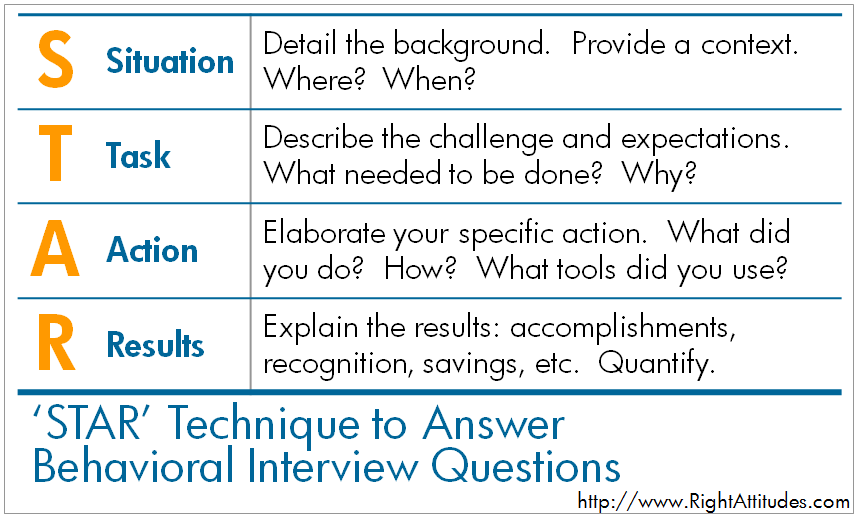 S Situation Detail the background. Provide a context.
Where? When?
T Task Describe the challenge and expectations.
What needed to be done? Why?
A Action Elaborate your specific action. What did
you do? How? What tools did you use?
R Results Explain the results: accomplishments,
recognition, savings, etc. Quantify.
‘STAR’ Technique to Answer
Behavioral Interview Questions
http://www.RightAttitudes.com